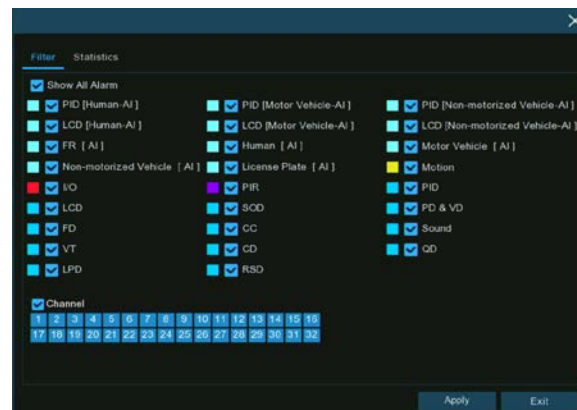 Filter Statistics
Show All Alarm
PID [Human-AI] PID [Motor Vehicle-AI] PID [Non-motorized Vehicle-AI]
LCD [Human-AI] LCD [Motor Vehicle-AI] LCD [Non-motorized Vehicle-AI]
FR [AI] Human [AI] Motor Vehicle [AI]
Non-motorized Vehicle [AI] License Plate [AI] Motion
I/O PIR PID
LCD SOD PD & VD
FD CC Sound
VT CD QD
LPD RSD
Channel
1 2 3 4 5 6 7 8 9 10 11 12 13 14 15 16
17 18 19 20 21 22 23 24 25 26 27 28 29 30 31 32
Apply Exit